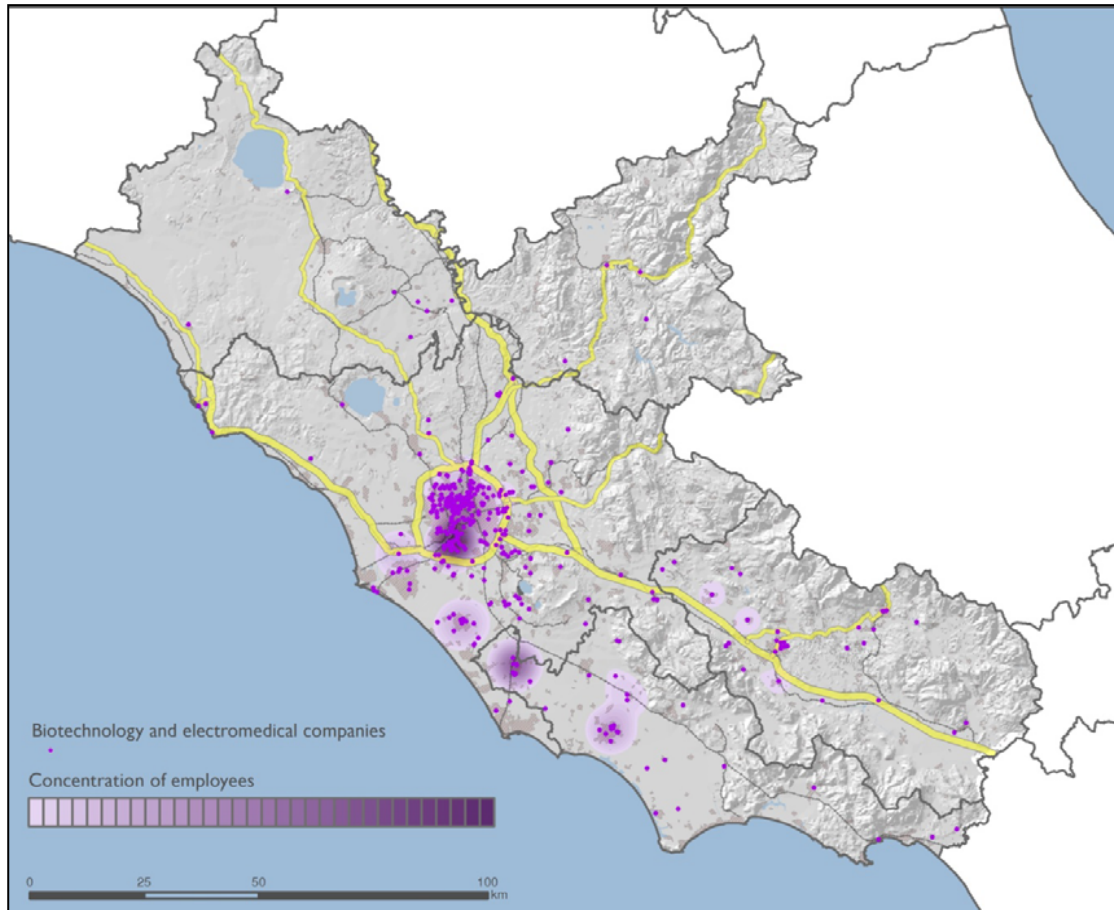 Biotechnology and electromedical companies
Concentration of employees
0 25 50 100
km